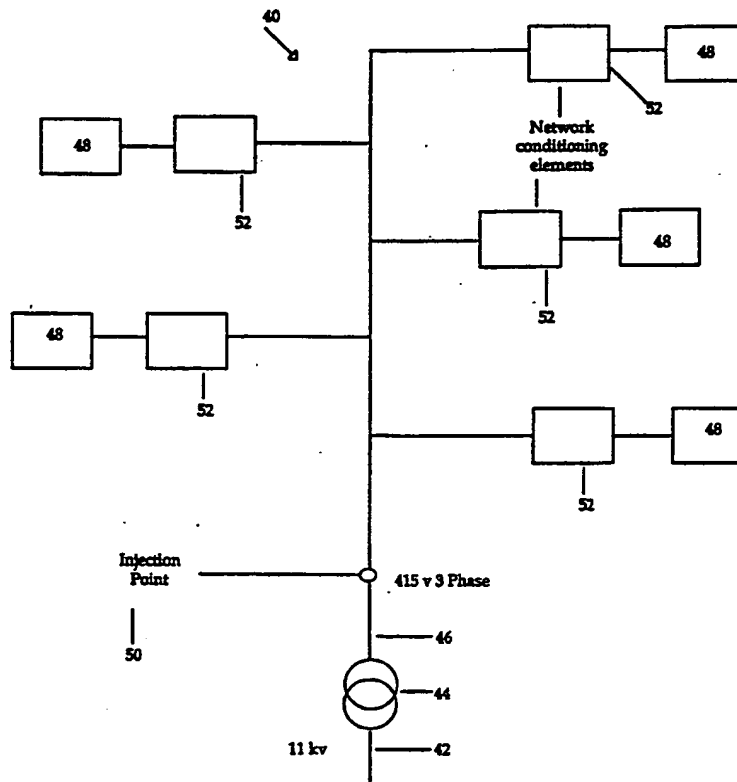 40
48
52
Network
conditioning
elements
48
52
48
52
48
52
48
52
Injection
Point
415 v 3 Phase
50
46
44
11 kv
42